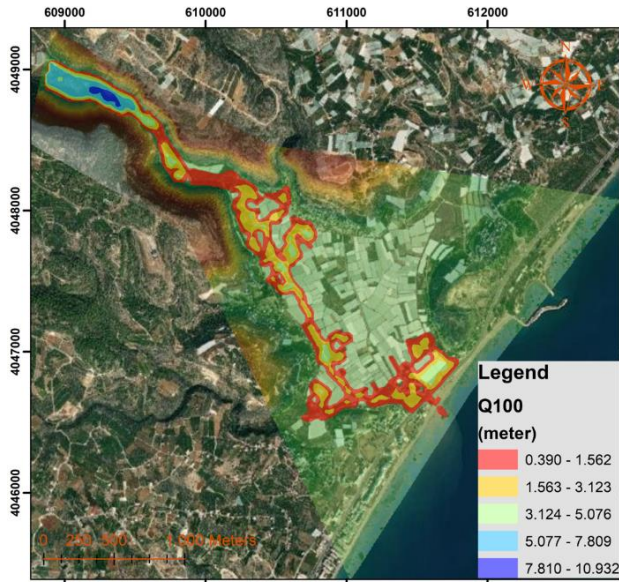 609000 610000 611000 612000
N
W E
S
4049000
4048000
4047000
4046000
Legend
Q100
(meter)
0.390 - 1.562
1.563 - 3.123
3.124 - 5.076
5.077 - 7.809
7.810 - 10.932
0 250 500 1.000 Meters